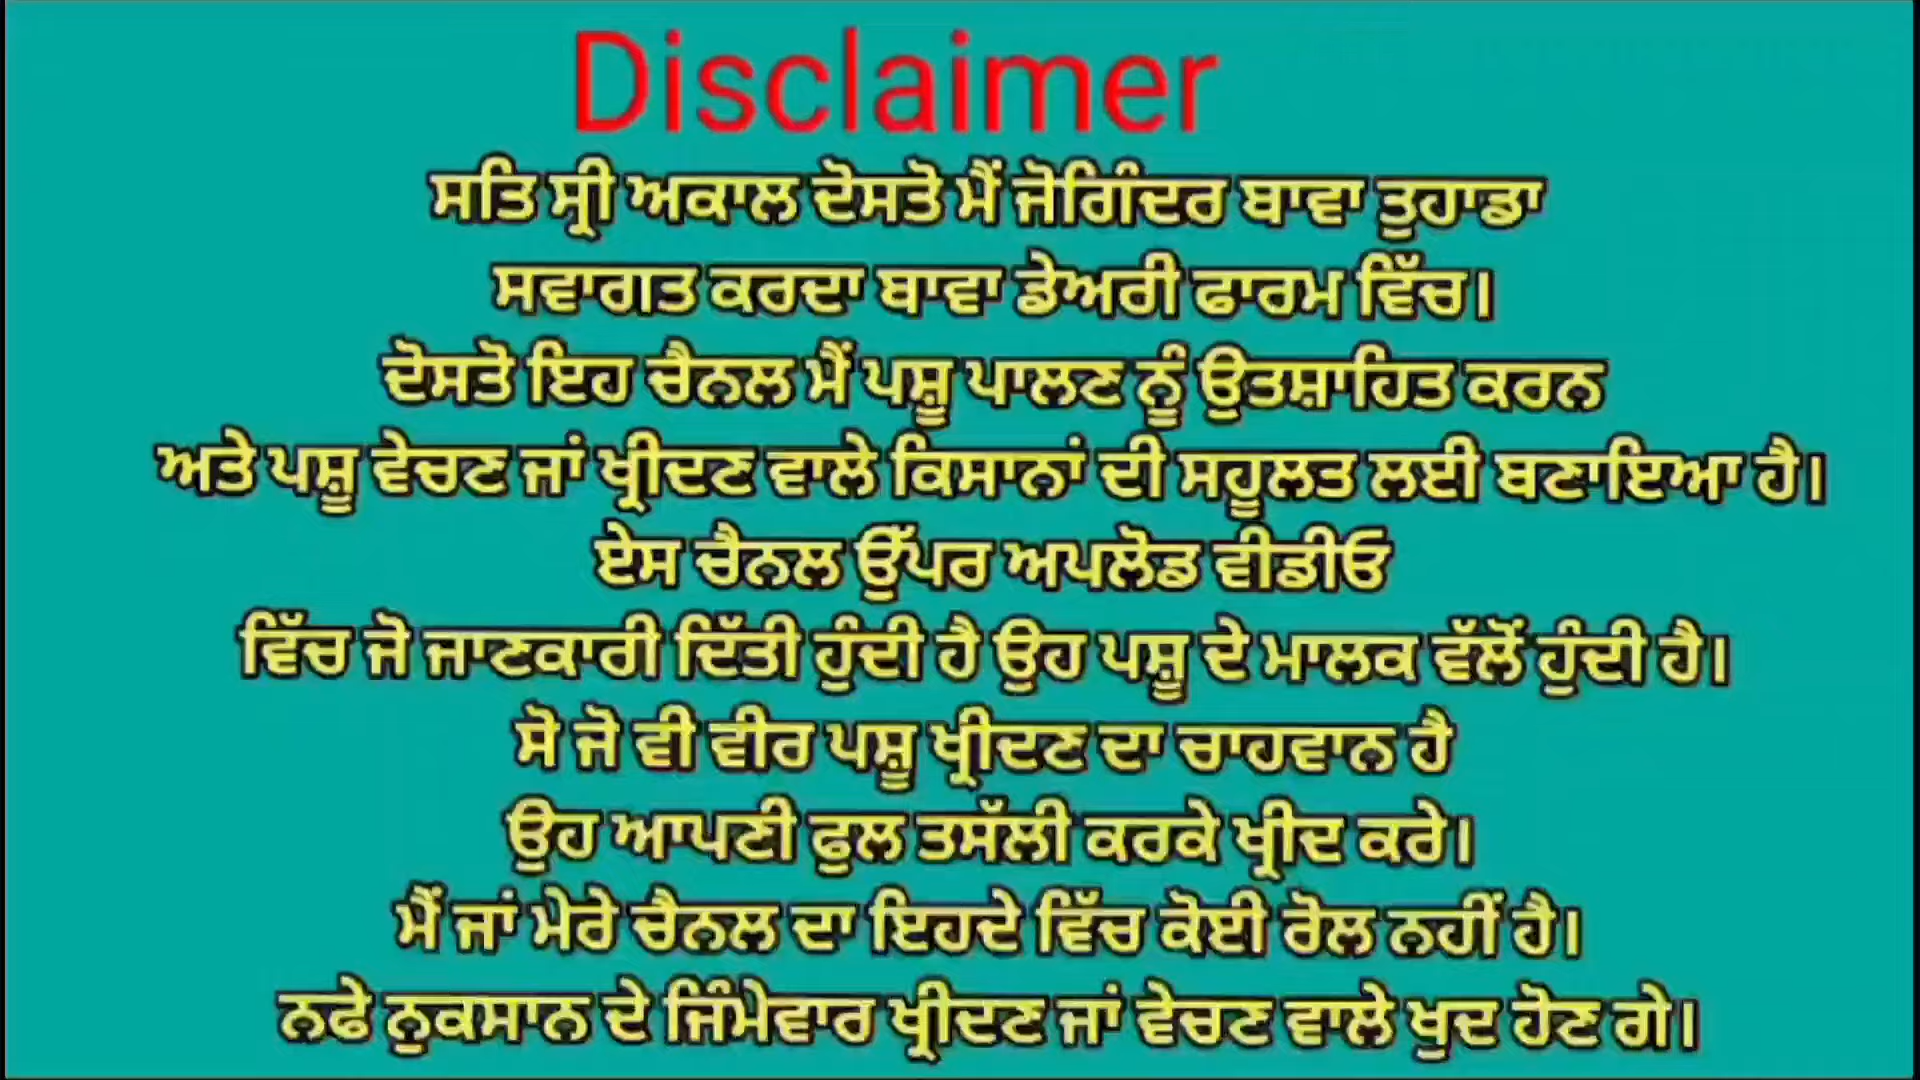 Disclaimer
ਸਤਿ ਸ੍ਰੀ ਅਕਾਲ ਦੋਸਤੋ ਮੈਂ ਜੋਗਿੰਦਰ ਬਾਵਾ ਤੁਹਾਡਾ
ਸਵਾਗਤ ਕਰਦਾ ਬਾਵਾ ਡੇਅਰੀ ਫਾਰਮ ਵਿੱਚ।
ਦੋਸਤੋ ਇਹ ਚੈਨਲ ਮੈਂ ਪਸ਼ੂ ਪਾਲਣ ਨੂੰ ਉਤਸ਼ਾਹਿਤ ਕਰਨ
ਅਤੇ ਪਸ਼ੂ ਵੇਚਣ ਜਾਂ ਖ੍ਰੀਦਣ ਵਾਲੇ ਕਿਸਾਨਾਂ ਦੀ ਸਹੂਲਤ ਲਈ ਬਣਾਇਆ ਹੈ।
ਏਸ ਚੈਨਲ ਉੱਪਰ ਅਪਲੋਡ ਵੀਡੀਓ
ਵਿੱਚ ਜੋ ਜਾਣਕਾਰੀ ਦਿੱਤੀ ਹੁੰਦੀ ਹੈ ਉਹ ਪਸ਼ੂ ਦੇ ਮਾਲਕ ਵੱਲੋਂ ਹੁੰਦੀ ਹੈ।
ਸੋ ਜੋ ਵੀ ਵੀਰ ਪਸ਼ੂ ਖ੍ਰੀਦਣ ਦਾ ਚਾਹਵਾਨ ਹੈ
ਉਹ ਆਪਣੀ ਫੁਲ ਤਸੱਲੀ ਕਰਕੇ ਖ੍ਰੀਦ ਕਰੇ।
ਮੈਂ ਜਾਂ ਮੇਰੇ ਚੈਨਲ ਦਾ ਇਹਦੇ ਵਿੱਚ ਕੋਈ ਰੋਲ ਨਹੀਂ ਹੈ।
ਨਫੇ ਨੁਕਸਾਨ ਦੇ ਜਿੰਮੇਵਾਰ ਖ੍ਰੀਦਣ ਜਾਂ ਵੇਚਣ ਵਾਲੇ ਖੁਦ ਹੋਣ ਗੇ।